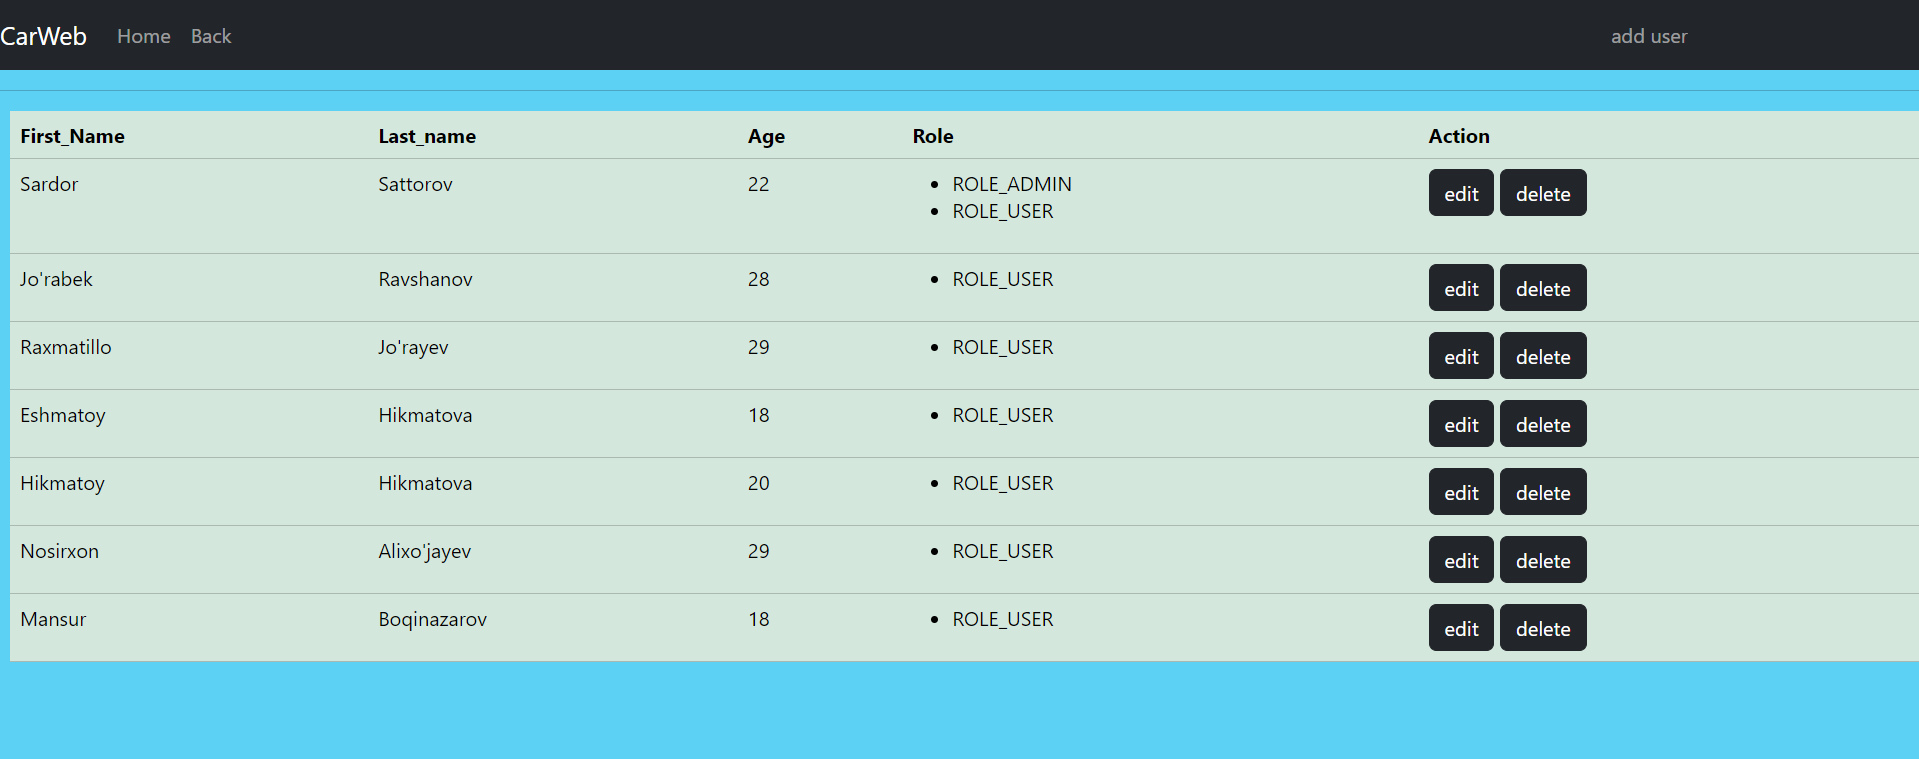 CarWeb Home Back add user
First_Name Last_name Age Role Action
Sardor Sattorov 22 ROLE_ADMIN edit delete
ROLE_USER
Jo'rabek Ravshanov 28 ROLE_USER edit delete
Raxmatillo Jo'rayev 29 ROLE_USER edit delete
Eshmatoy Hikmatova 18 ROLE_USER edit delete
Hikmatoy Hikmatova 20 ROLE_USER edit delete
Nosirxon Alixo'jayev 29 ROLE_USER edit delete
Mansur Boqinazarov 18 ROLE_USER edit delete